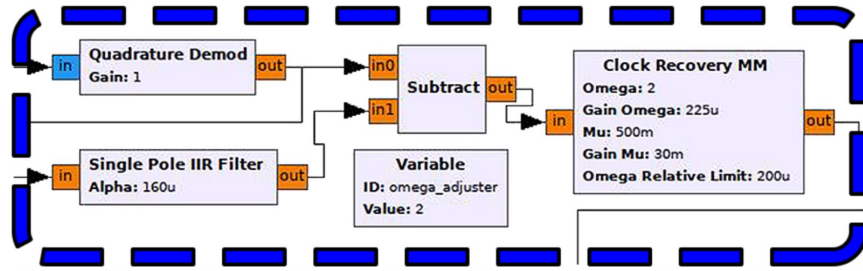 Quadrature Demod
in
Gain: 1
out
in0
in1
Subtract
out
Clock Recovery MM
Omega: 2
Gain Omega: 225u
in
Mu: 500m
out
Gain Mu: 30m
Omega Relative Limit: 200u
Single Pole IIR Filter
in
Alpha: 160u
out
Variable
ID: omega_adjuster
Value: 2